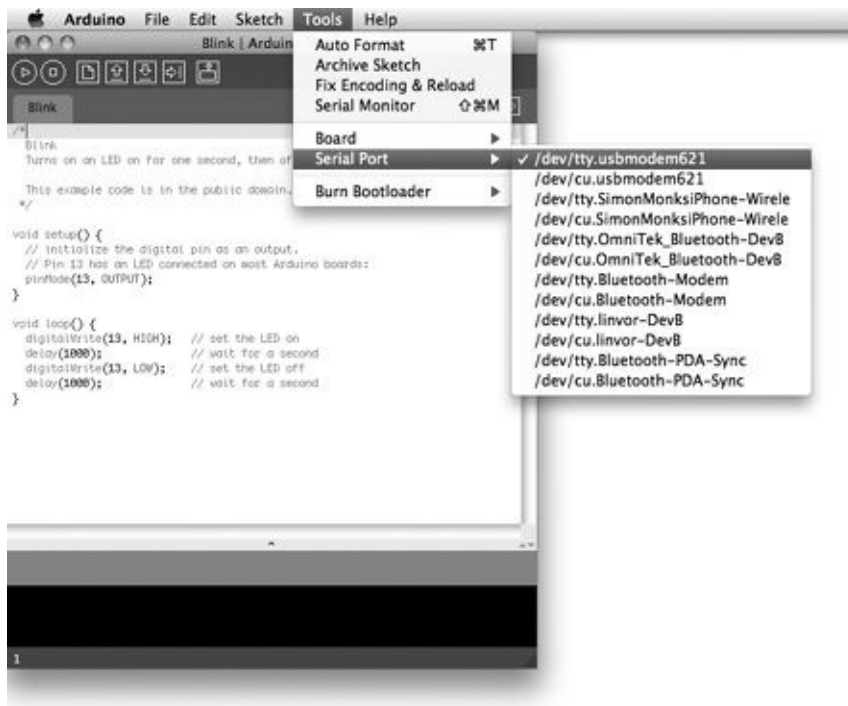 Arduino File Edit Sketch Tools Help
Blink | Arduin
Auto Format ⌘T
Archive Sketch
Fix Encoding & Reload
Serial Monitor ⇧⌘M
Board
Serial Port
Burn Bootloader
✓ /dev/tty.usbmodem621
/dev/cu.usbmodem621
/dev/tty.SimonMonksiPhone-Wirele
/dev/cu.SimonMonksiPhone-Wirele
/dev/tty.OmniTek_Bluetooth-DevB
/dev/cu.OmniTek_Bluetooth-DevB
/dev/tty.Bluetooth-Modem
/dev/cu.Bluetooth-Modem
/dev/tty.linvor-DevB
/dev/cu.linvor-DevB
/dev/tty.Bluetooth-PDA-Sync
/dev/cu.Bluetooth-PDA-Sync
Blink
/*
Blink
Turns on an LED on for one second, then of
This example code is in the public domain.
*/
void setup() {
// initialize the digital pin as an output.
// Pin 13 has an LED connected on most Arduino boards:
pinMode(13, OUTPUT);
}
void loop() {
digitalWrite(13, HIGH); // set the LED on
delay(1000); // wait for a second
digitalWrite(13, LOW); // set the LED off
delay(1000); // wait for a second
}
1